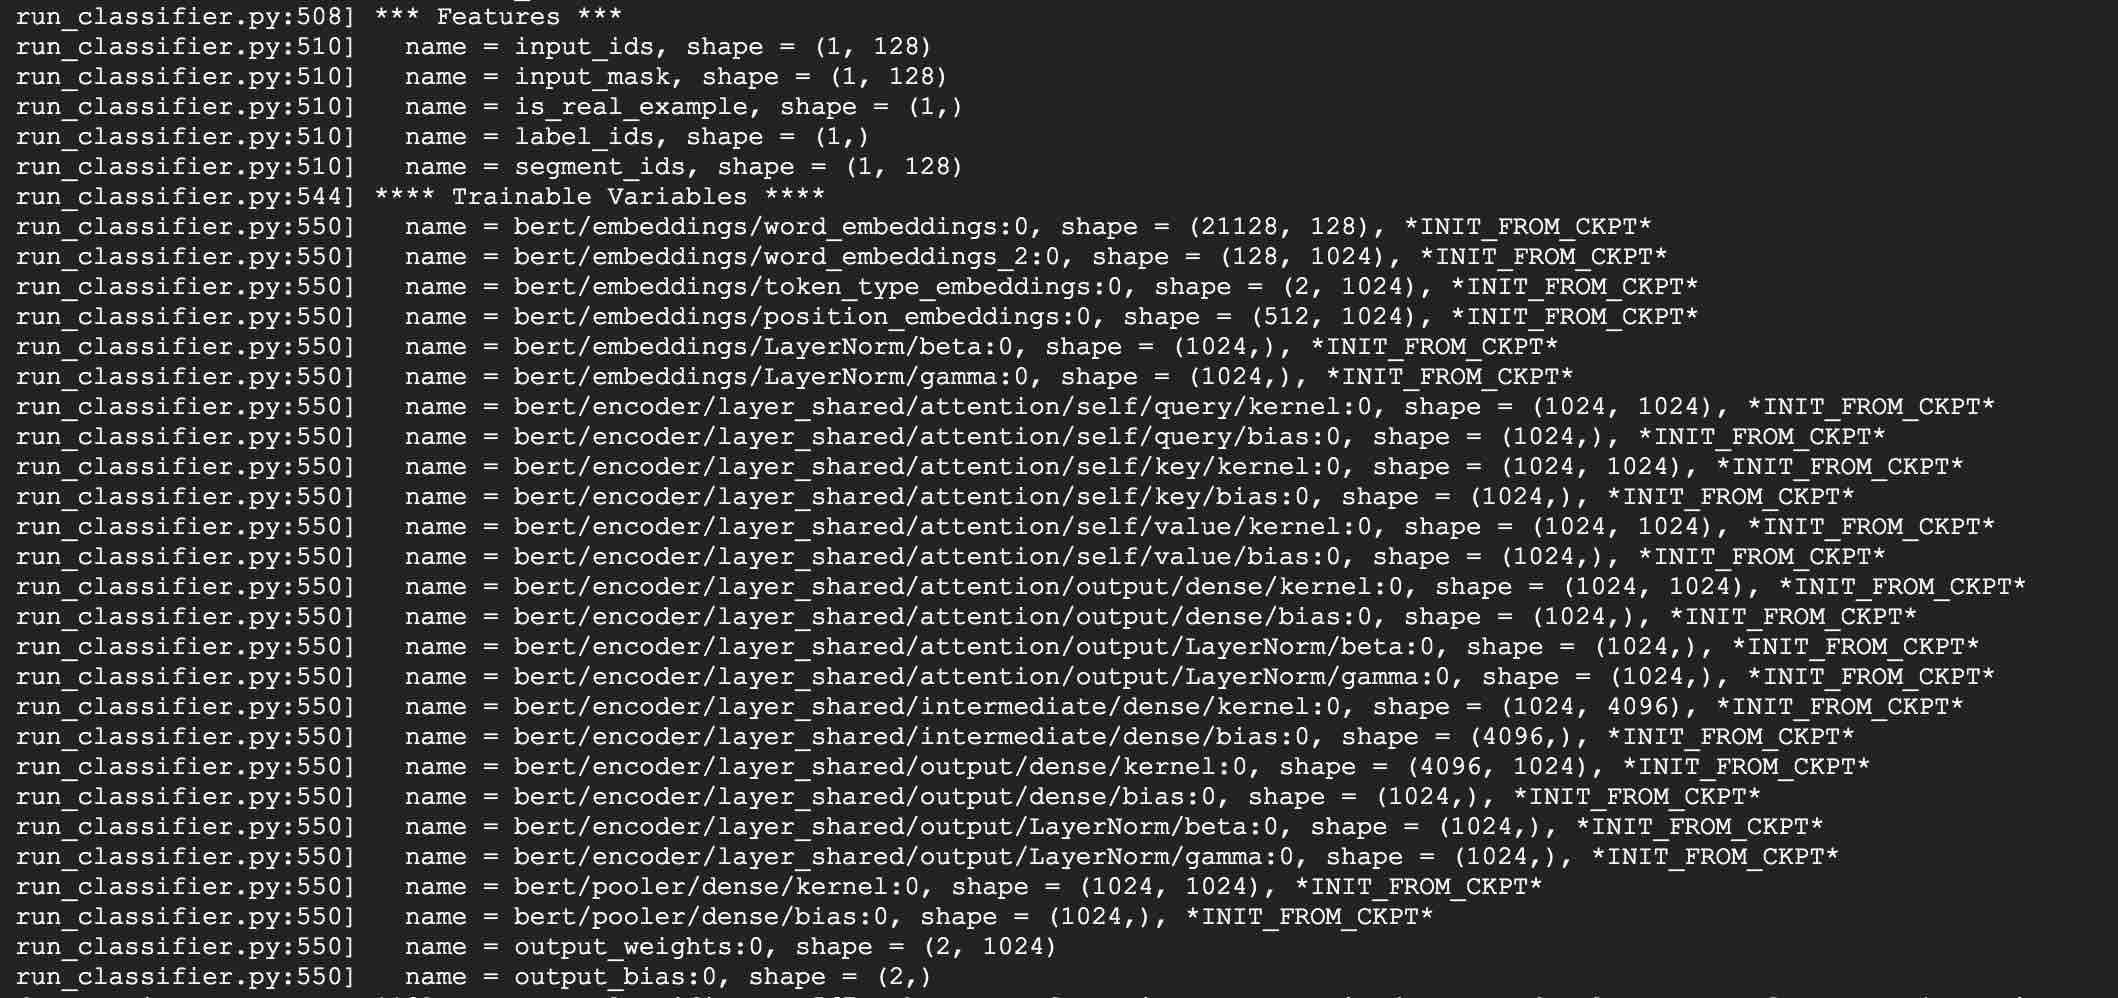 run_classifier.py:508] *** Features ***
run_classifier.py:510]   name = input_ids, shape = (1, 128)
run_classifier.py:510]   name = input_mask, shape = (1, 128)
run_classifier.py:510]   name = is_real_example, shape = (1,)
run_classifier.py:510]   name = label_ids, shape = (1,)
run_classifier.py:510]   name = segment_ids, shape = (1, 128)
run_classifier.py:544] **** Trainable Variables ****
run_classifier.py:550]   name = bert/embeddings/word_embeddings:0, shape = (21128, 128), *INIT_FROM_CKPT*
run_classifier.py:550]   name = bert/embeddings/word_embeddings_2:0, shape = (128, 1024), *INIT_FROM_CKPT*
run_classifier.py:550]   name = bert/embeddings/token_type_embeddings:0, shape = (2, 1024), *INIT_FROM_CKPT*
run_classifier.py:550]   name = bert/embeddings/position_embeddings:0, shape = (512, 1024), *INIT_FROM_CKPT*
run_classifier.py:550]   name = bert/embeddings/LayerNorm/beta:0, shape = (1024,), *INIT_FROM_CKPT*
run_classifier.py:550]   name = bert/embeddings/LayerNorm/gamma:0, shape = (1024,), *INIT_FROM_CKPT*
run_classifier.py:550]   name = bert/encoder/layer_shared/attention/self/query/kernel:0, shape = (1024, 1024), *INIT_FROM_CKPT*
run_classifier.py:550]   name = bert/encoder/layer_shared/attention/self/query/bias:0, shape = (1024,), *INIT_FROM_CKPT*
run_classifier.py:550]   name = bert/encoder/layer_shared/attention/self/key/kernel:0, shape = (1024, 1024), *INIT_FROM_CKPT*
run_classifier.py:550]   name = bert/encoder/layer_shared/attention/self/key/bias:0, shape = (1024,), *INIT_FROM_CKPT*
run_classifier.py:550]   name = bert/encoder/layer_shared/attention/self/value/kernel:0, shape = (1024, 1024), *INIT_FROM_CKPT*
run_classifier.py:550]   name = bert/encoder/layer_shared/attention/self/value/bias:0, shape = (1024,), *INIT_FROM_CKPT*
run_classifier.py:550]   name = bert/encoder/layer_shared/attention/output/dense/kernel:0, shape = (1024, 1024), *INIT_FROM_CKPT*
run_classifier.py:550]   name = bert/encoder/layer_shared/attention/output/dense/bias:0, shape = (1024,), *INIT_FROM_CKPT*
run_classifier.py:550]   name = bert/encoder/layer_shared/attention/output/LayerNorm/beta:0, shape = (1024,), *INIT_FROM_CKPT*
run_classifier.py:550]   name = bert/encoder/layer_shared/attention/output/LayerNorm/gamma:0, shape = (1024,), *INIT_FROM_CKPT*
run_classifier.py:550]   name = bert/encoder/layer_shared/intermediate/dense/kernel:0, shape = (1024, 4096), *INIT_FROM_CKPT*
run_classifier.py:550]   name = bert/encoder/layer_shared/intermediate/dense/bias:0, shape = (4096,), *INIT_FROM_CKPT*
run_classifier.py:550]   name = bert/encoder/layer_shared/output/dense/kernel:0, shape = (4096, 1024), *INIT_FROM_CKPT*
run_classifier.py:550]   name = bert/encoder/layer_shared/output/dense/bias:0, shape = (1024,), *INIT_FROM_CKPT*
run_classifier.py:550]   name = bert/encoder/layer_shared/output/LayerNorm/beta:0, shape = (1024,), *INIT_FROM_CKPT*
run_classifier.py:550]   name = bert/encoder/layer_shared/output/LayerNorm/gamma:0, shape = (1024,), *INIT_FROM_CKPT*
run_classifier.py:550]   name = bert/pooler/dense/kernel:0, shape = (1024, 1024), *INIT_FROM_CKPT*
run_classifier.py:550]   name = bert/pooler/dense/bias:0, shape = (1024,), *INIT_FROM_CKPT*
run_classifier.py:550]   name = output_weights:0, shape = (2, 1024)
run_classifier.py:550]   name = output_bias:0, shape = (2,)